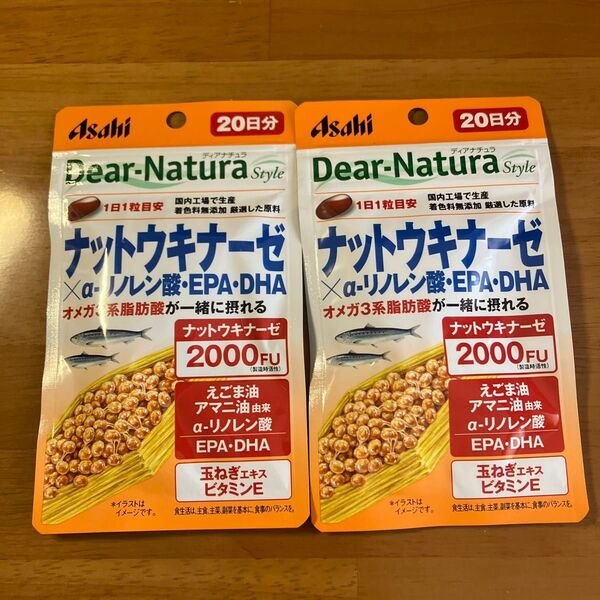 Asahi
20日分
ディアナチュラ
Dear-Natura Style
1日1粒目安
国内工場で生産
着色料無添加 厳選した原料
ナットウキナーゼ
×α-リノレン酸・EPA・DHA
オメガ3系脂肪酸が一緒に摂れる
ナットウキナーゼ
2000FU
(製造時活性)
えごま油
アマニ油由来
α-リノレン酸
EPA・DHA
玉ねぎエキス
ビタミンE
*イラストは
イメージです。
食生活は、主食、主菜、副菜を基本に、食事のバランスを。
Asahi
20日分
ディアナチュラ
Dear-Natura Style
1日1粒目安
国内工場で生産
着色料無添加 厳選した原料
ナットウキナーゼ
×α-リノレン酸・EPA・DHA
オメガ3系脂肪酸が一緒に摂れる
ナットウキナーゼ
2000FU
(製造時活性)
えごま油
アマニ油由来
α-リノレン酸
EPA・DHA
玉ねぎエキス
ビタミンE
*イラストは
イメージです。
食生活は、主食、主菜、副菜を基本に、食事のバランスを。